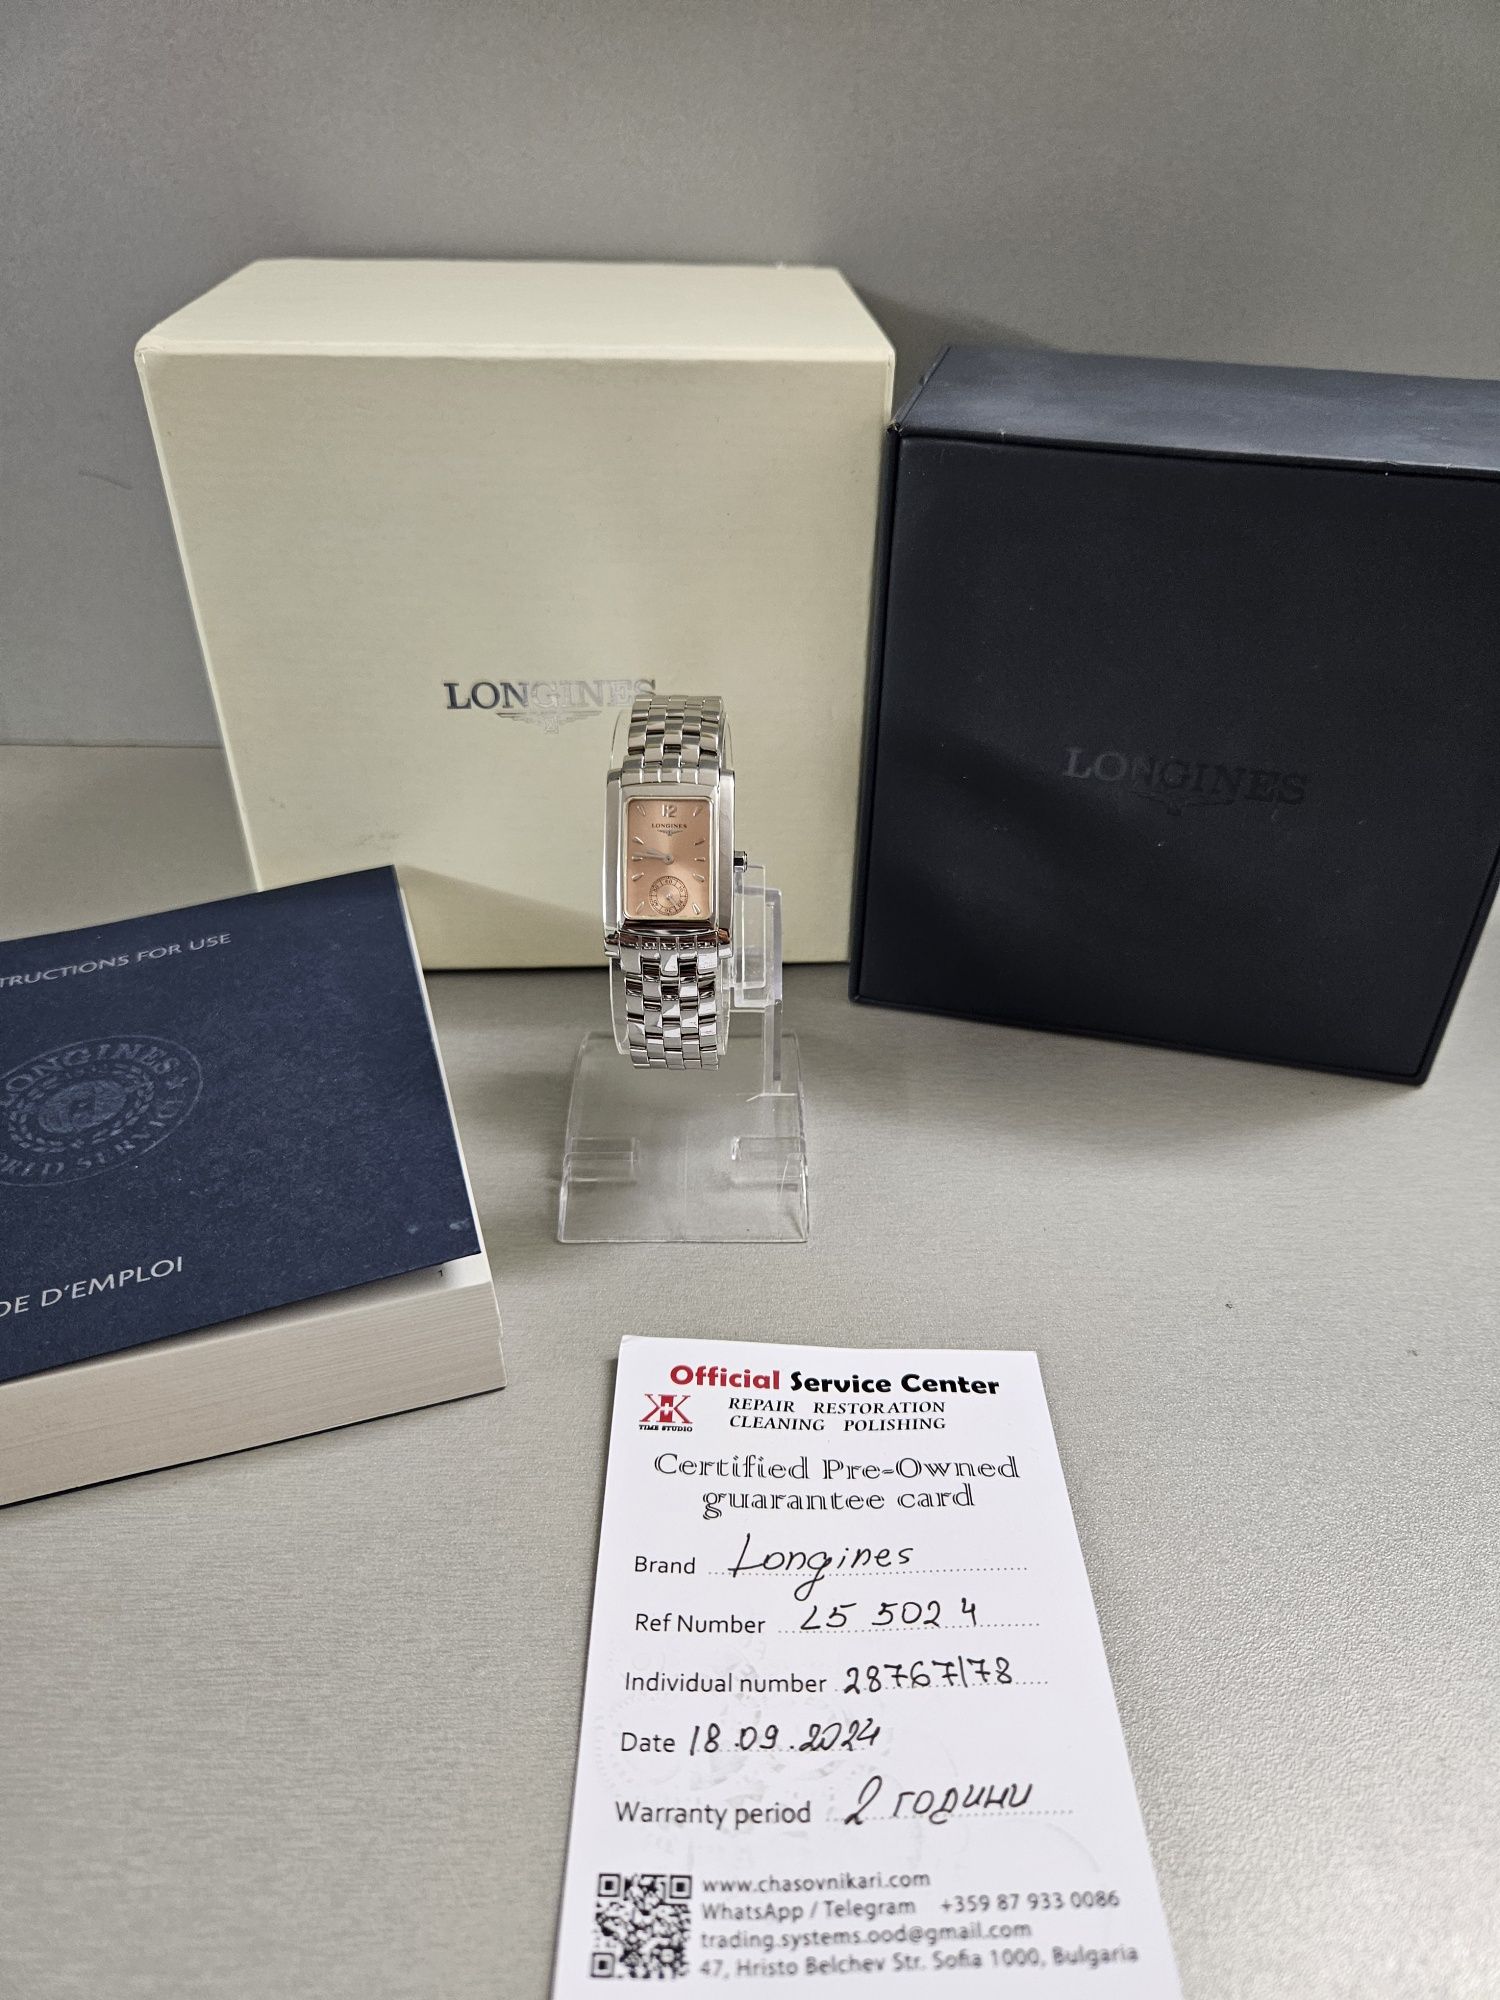 LONGINES
LONGINES
12
LONGINES
TRUCTIONS FOR USE
LONGINES
WORLD SERVICE
DE D'EMPLOI
1
Official Service Center
REPAIR RESTORATION
CLEANING POLISHING
TIME STUDIO
Certified Pre-Owned
guarantee card
Brand Longines
Ref Number L5 502 4
Individual number 28767178
Date 18.09.2024
Warranty period 2 години
www.chasovnikari.com
WhatsApp / Telegram +359 87 933 0086
trading.systems.ood@gmail.com
47, Hristo Belchev Str. Sofia 1000, Bulgaria